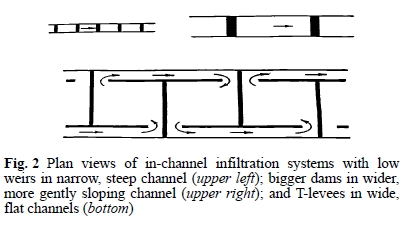 Fig. 2 Plan views of in-channel infiltration systems with low
weirs in narrow, steep channel (upper left); bigger dams in wider,
more gently sloping channel (upper right); and T-levees in wide,
flat channels (bottom)